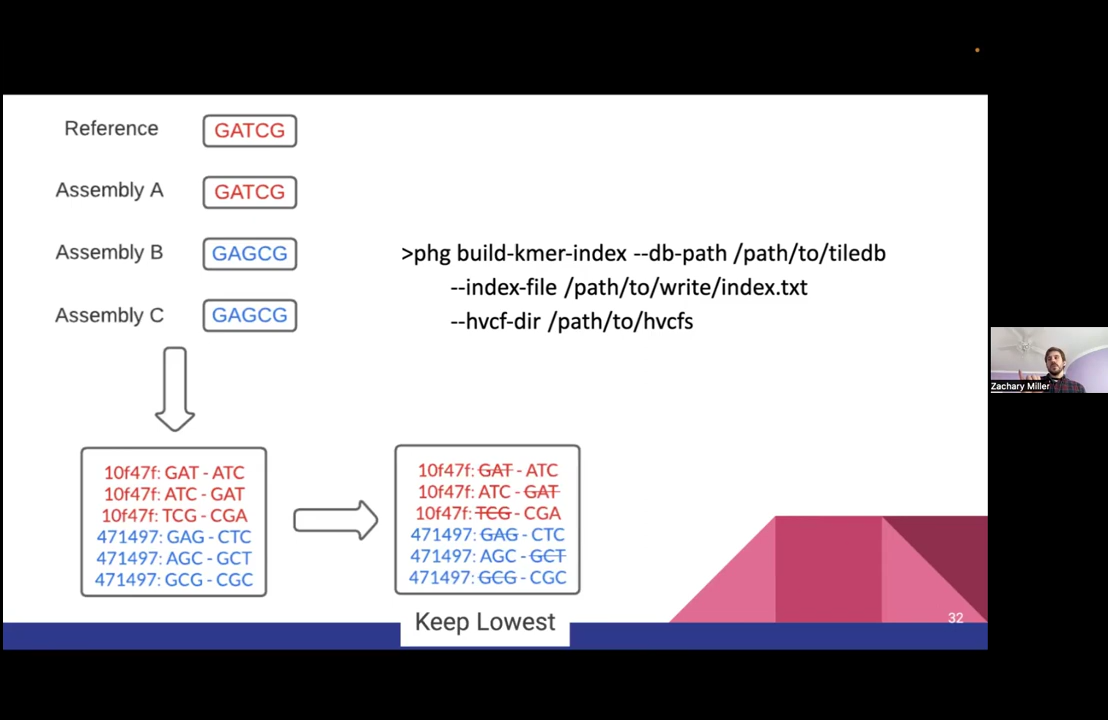 Reference GATCG
Assembly A GATCG
Assembly B GAGCG
Assembly C GAGCG
>phg build-kmer-index --db-path /path/to/tiledb
--index-file /path/to/write/index.txt
--hvcf-dir /path/to/hvcfs
Zachary Miller
10f47f: GAT - ATC
10f47f: ATC - GAT
10f47f: TCG - CGA
471497: GAG - CTC
471497: AGC - GCT
471497: GCG - CGC
10f47f: GAT - ATC
10f47f: ATC - GAT
10f47f: TCG - CGA
471497: GAG - CTC
471497: AGC - GCT
471497: GCG - CGC
Keep Lowest
32